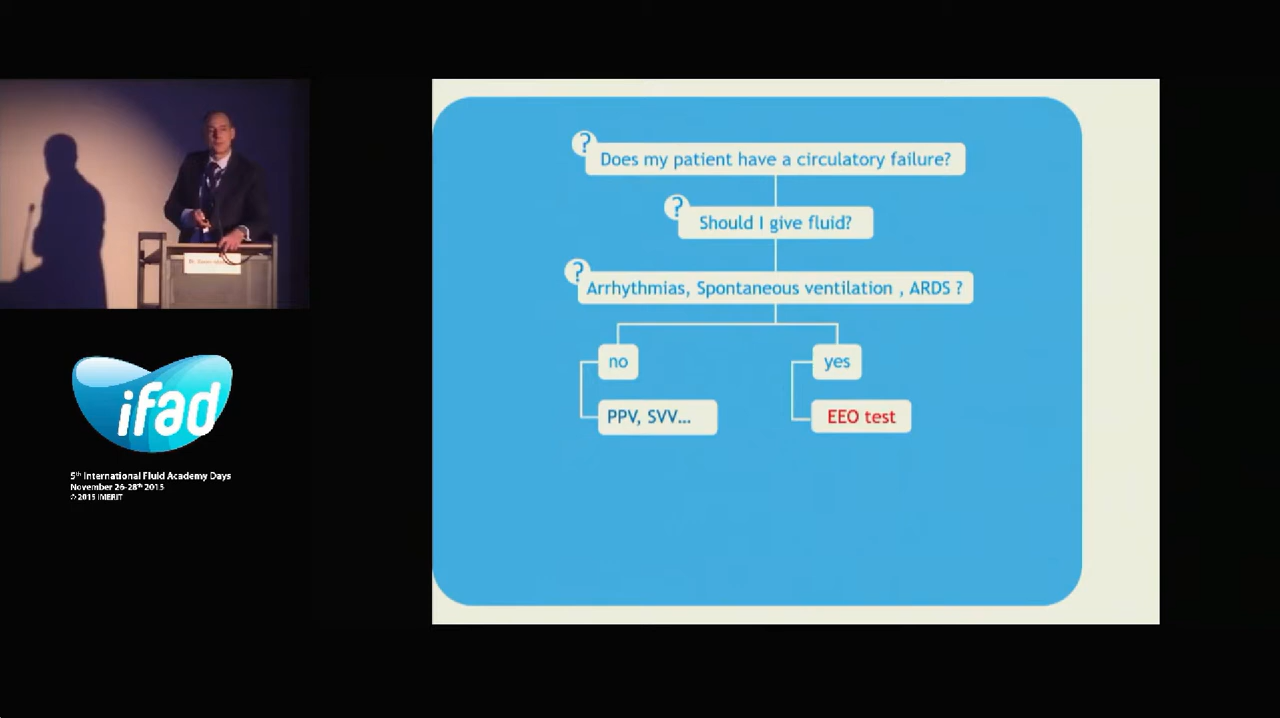 ?
Does my patient have a circulatory failure?
?
Should I give fluid?
?
Arrhythmias, Spontaneous ventilation , ARDS ?
no
yes
PPV, SVV...
EEO test
ifad
5th International Fluid Academy Days
November 26-28th 2015
© 2015 IMERIT